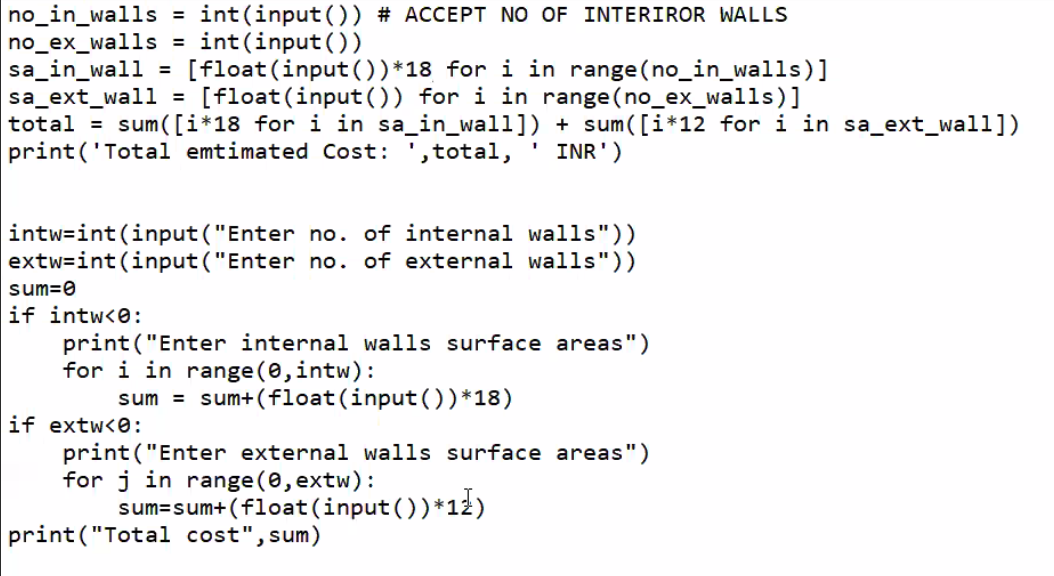 no_in_walls = int(input()) # ACCEPT NO OF INTERIROR WALLS
no_ex_walls = int(input())
sa_in_wall = [float(input())*18 for i in range(no_in_walls)]
sa_ext_wall = [float(input()) for i in range(no_ex_walls)]
total = sum([i*18 for i in sa_in_wall]) + sum([i*12 for i in sa_ext_wall])
print('Total emtimated Cost: ',total, ' INR')
intw=int(input("Enter no. of internal walls"))
extw=int(input("Enter no. of external walls"))
sum=0
if intw<0:
    print("Enter internal walls surface areas")
    for i in range(0,intw):
        sum = sum+(float(input())*18)
if extw<0:
    print("Enter external walls surface areas")
    for j in range(0,extw):
        sum=sum+(float(input())*12)
print("Total cost",sum)